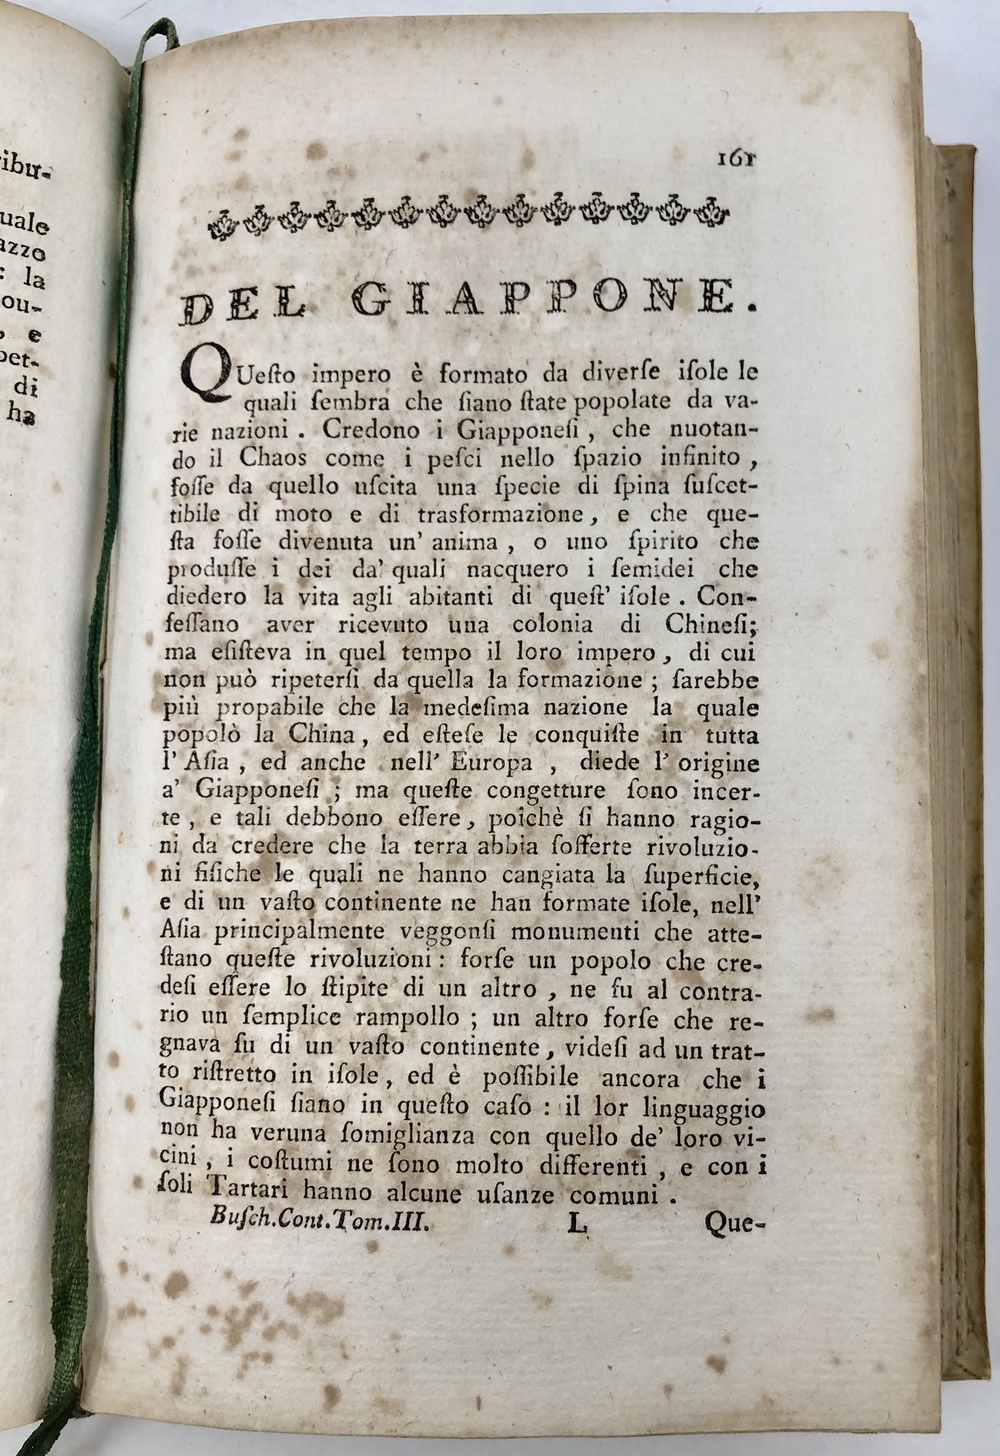 ribu-
uale
azzo
: la
ou-
, e
pet-
di
ha
161
DEL GIAPPONE.
QUeſto impero è formato da diverſe iſole le
quali ſembra che ſiano ſtate popolate da va-
rie nazioni . Credono i Giapponeſi , che nuotan-
do il Chaos come i peſci nello ſpazio infinito ,
foſſe da quello uſcita una ſpecie di ſpina ſuſcet-
tibile di moto e di trasformazione, e che que-
ſta foſſe divenuta un' anima , o uno ſpirito che
produſſe i dei da' quali nacquero i ſemidei che
diedero la vita agli abitanti di queſt' iſole . Con-
feſſano aver ricevuto una colonia di Chineſi;
ma eſiſteva in quel tempo il loro impero, di cui
non può ripeterſi da quella la formazione ; ſarebbe
più propabile che la medeſima nazione la quale
popolò la China, ed eſteſe le conquiſte in tutta
l' Aſia , ed anche nell' Europa , diede l' origine
a' Giapponeſi ; ma queſte congetture ſono incer-
te , e tali debbono eſſere, poichè ſi hanno ragio-
ni da credere che la terra abbia ſofferte rivoluzio-
ni fiſiche le quali ne hanno cangiata la ſuperficie,
e di un vaſto continente ne han formate iſole, nell'
Aſia principalmente veggonſi monumenti che atte-
ſtano queſte rivoluzioni : forſe un popolo che cre-
deſi eſſere lo ſtipite di un altro , ne fu al contra-
rio un ſemplice rampollo ; un altro forſe che re-
gnava ſu di un vaſto continente, videſi ad un trat-
to riſtretto in iſole, ed è poſſibile ancora che i
Giapponeſi ſiano in queſto caſo : il lor linguaggio
non ha veruna ſomiglianza con quello de' loro vi-
cini , i coſtumi ne ſono molto differenti , e con i
ſoli Tartari hanno alcune uſanze comuni .
Buſch.Cont.Tom.III. L Que-